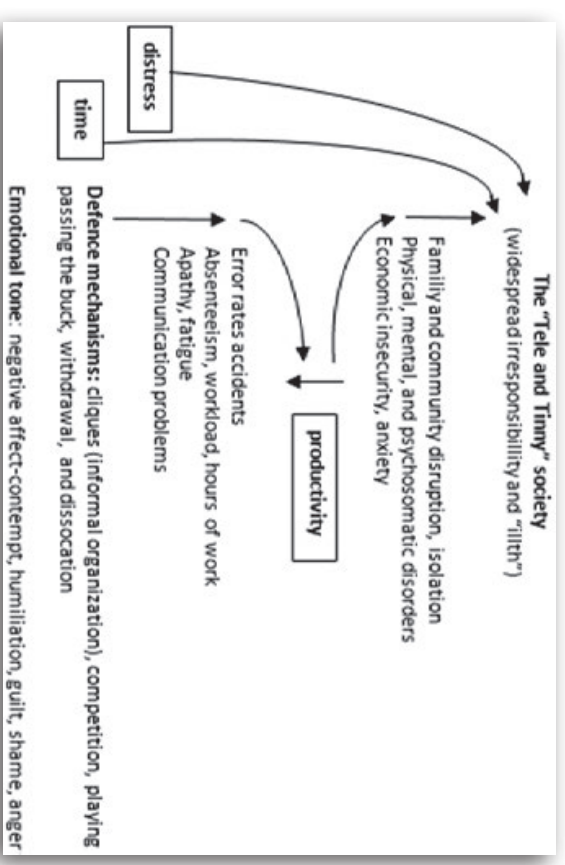 The "Tele and Tinny" society
(widespread irresponsibillity and "illth")
distress
time
Familiy and community disruption, isolation
Physical, mental, and psychosomatic disorders
Economic insecurity, anxiety
productivity
Error rates accidents
Absenteeism, workload, hours of work
Apathy, fatigue
Communication problems
Defence mechanisms: cliques (informal organization), competition, playing
passing the buck, withdrawal, and dissocation
Emotional tone: negative affect-contempt, humiliation, guilt, shame, anger